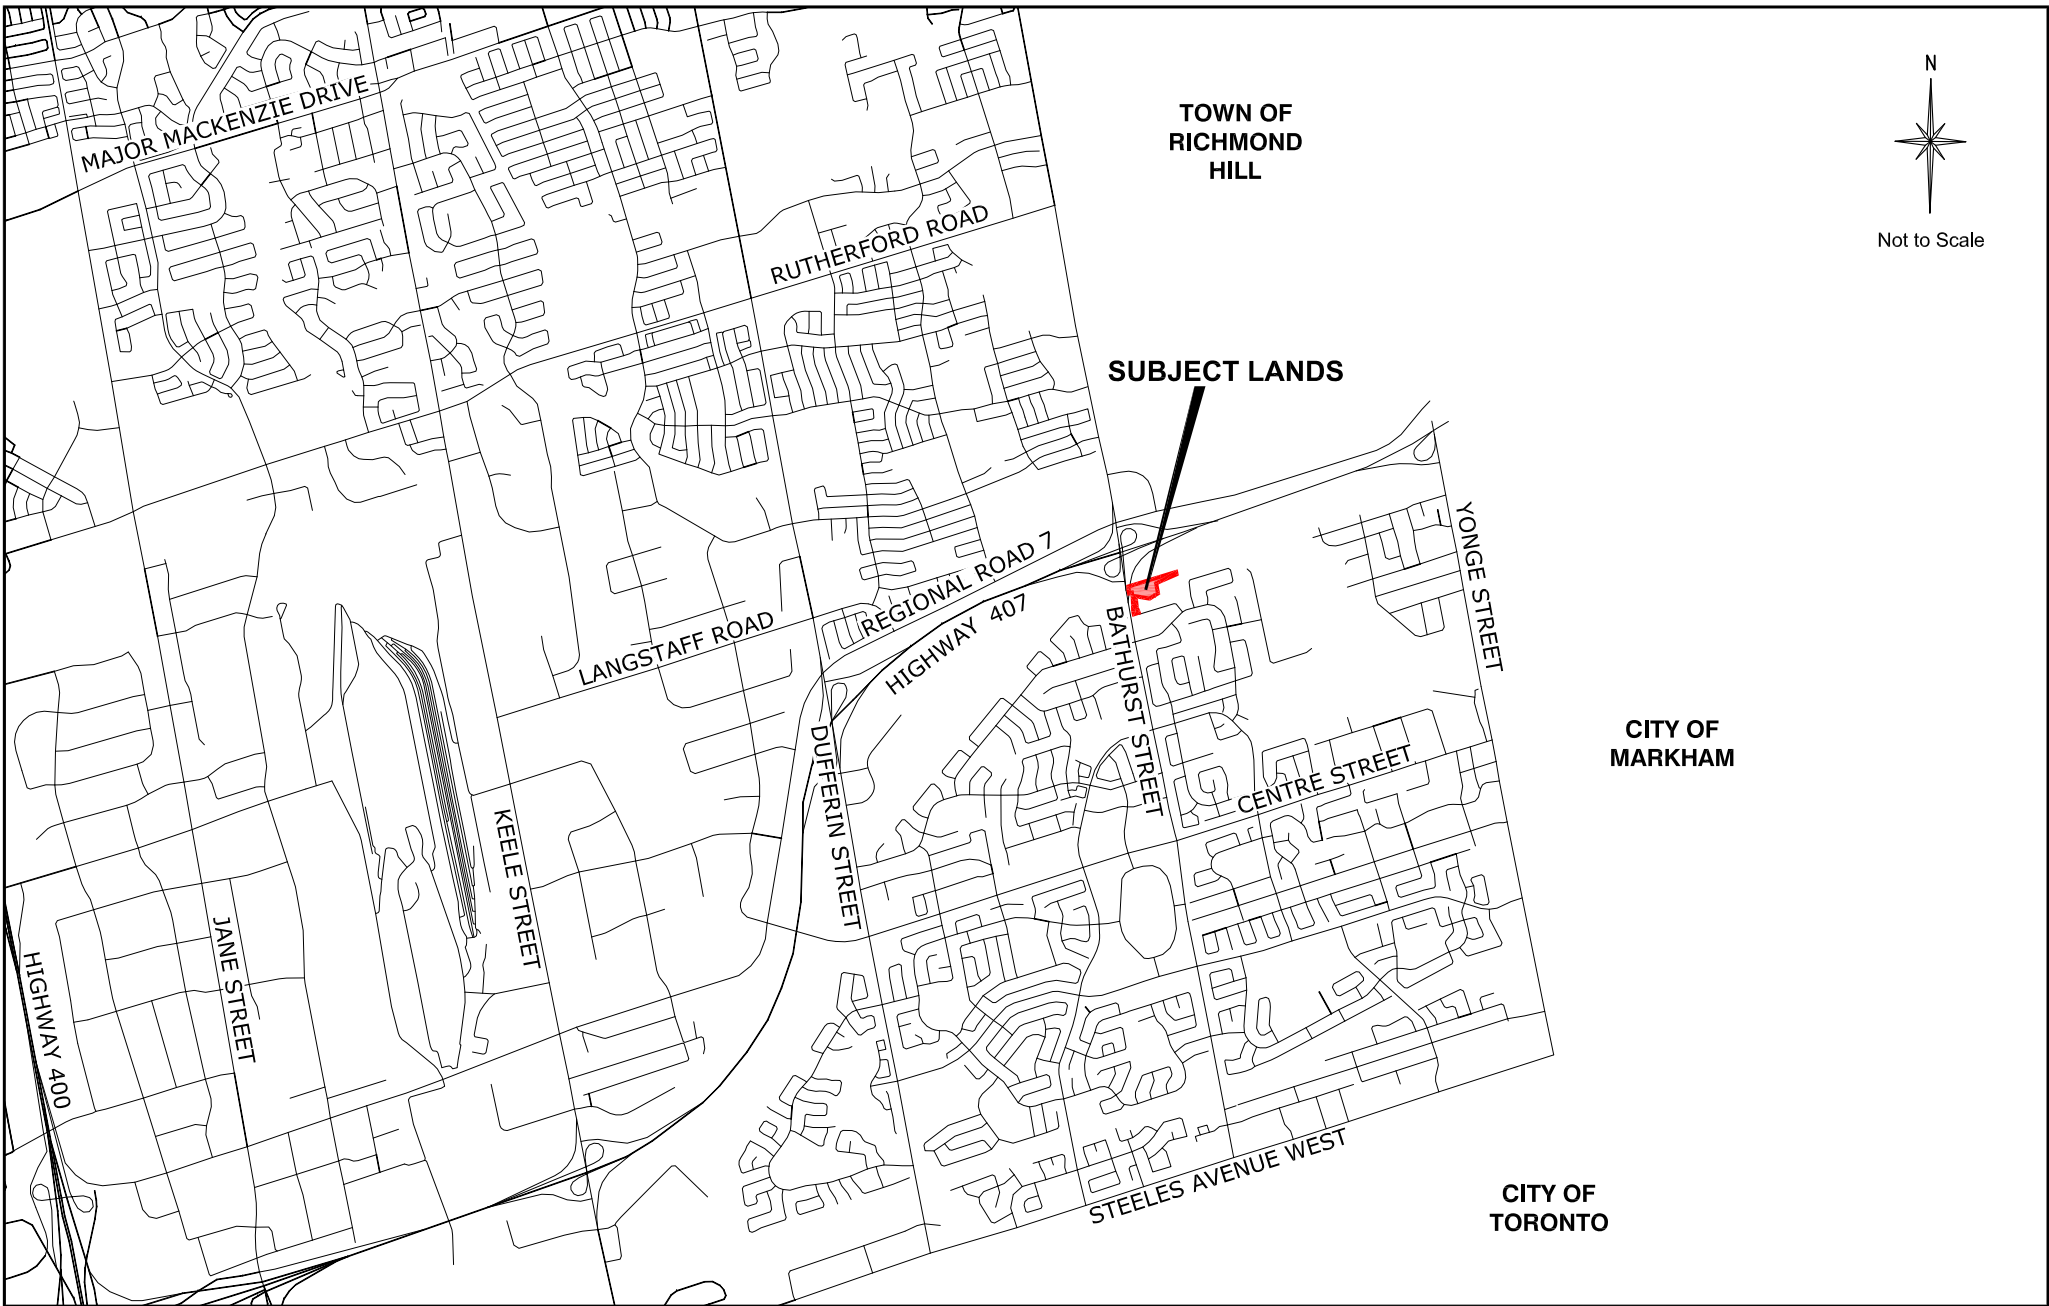 N
Not to Scale
TOWN OF
RICHMOND
HILL
MAJOR MACKENZIE DRIVE
RUTHERFORD ROAD
SUBJECT LANDS
REGIONAL ROAD 7
HIGHWAY 407
LANGSTAFF ROAD
YONGE STREET
BATHURST STREET
CENTRE STREET
DUFFERIN STREET
KEELE STREET
JANE STREET
HIGHWAY 400
CITY OF
MARKHAM
STEELES AVENUE WEST
CITY OF
TORONTO